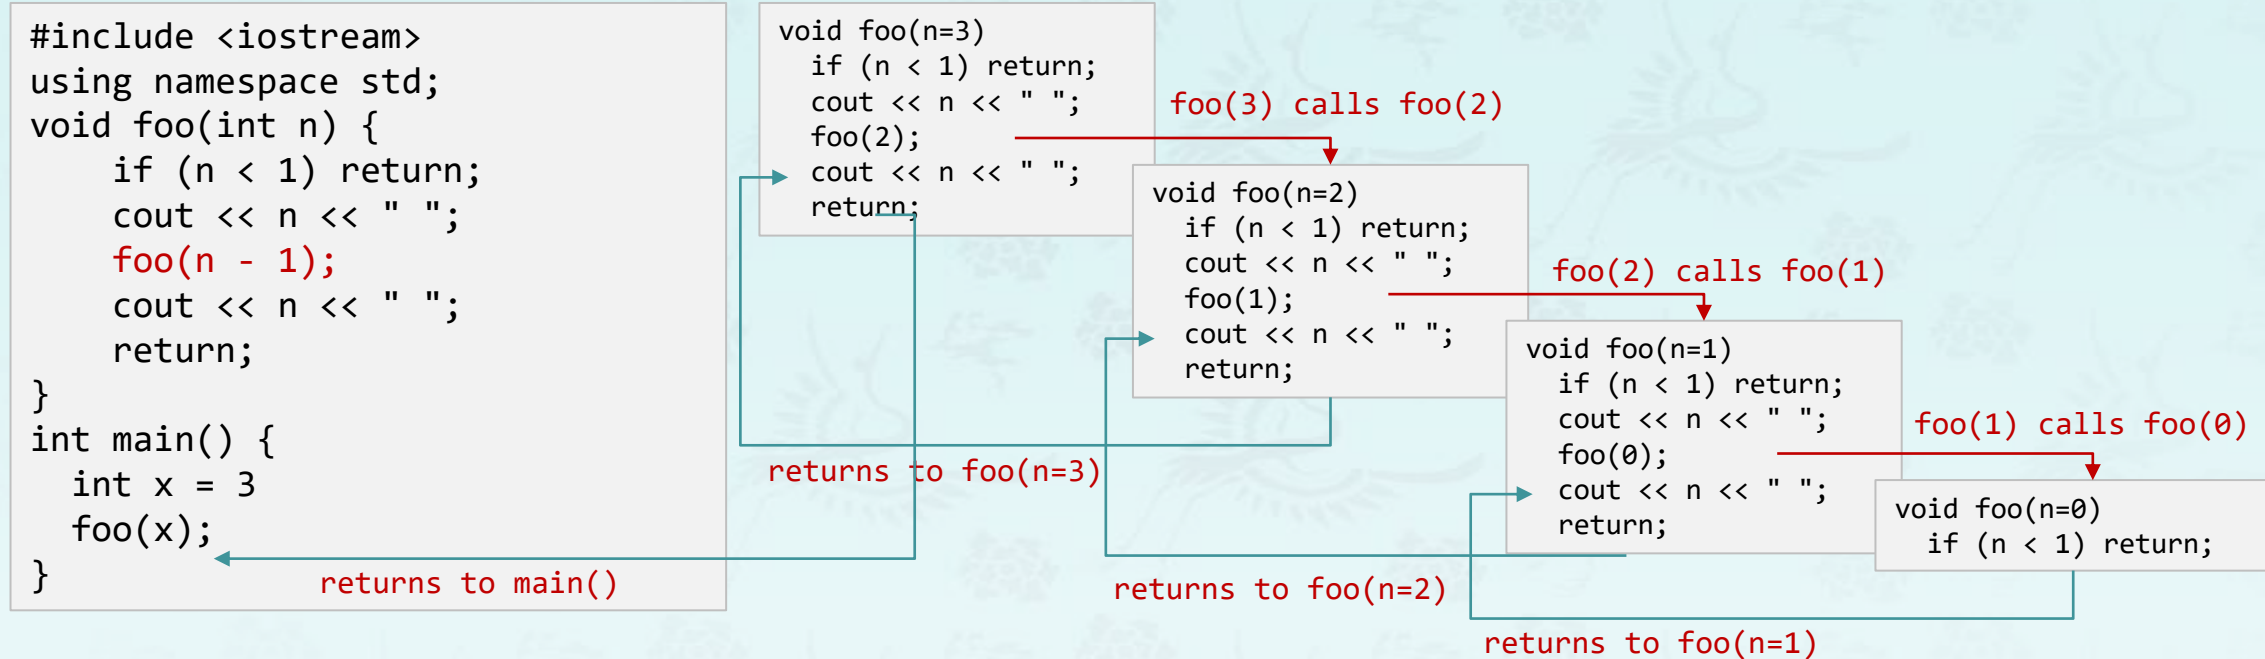 #include <iostream>
using namespace std;
void foo(int n) {
    if (n < 1) return;
    cout << n << " ";
    foo(n - 1);
    cout << n << " ";
    return;
}
int main() {
  int x = 3
  foo(x);
}
returns to main()
void foo(n=3)
  if (n < 1) return;
  cout << n << " ";
  foo(2);
  cout << n << " ";
  return;
foo(3) calls foo(2)
returns to foo(n=3)
void foo(n=2)
  if (n < 1) return;
  cout << n << " ";
  foo(1);
  cout << n << " ";
  return;
foo(2) calls foo(1)
returns to foo(n=2)
void foo(n=1)
  if (n < 1) return;
  cout << n << " ";
  foo(0);
  cout << n << " ";
  return;
foo(1) calls foo(0)
void foo(n=0)
  if (n < 1) return;
returns to foo(n=1)